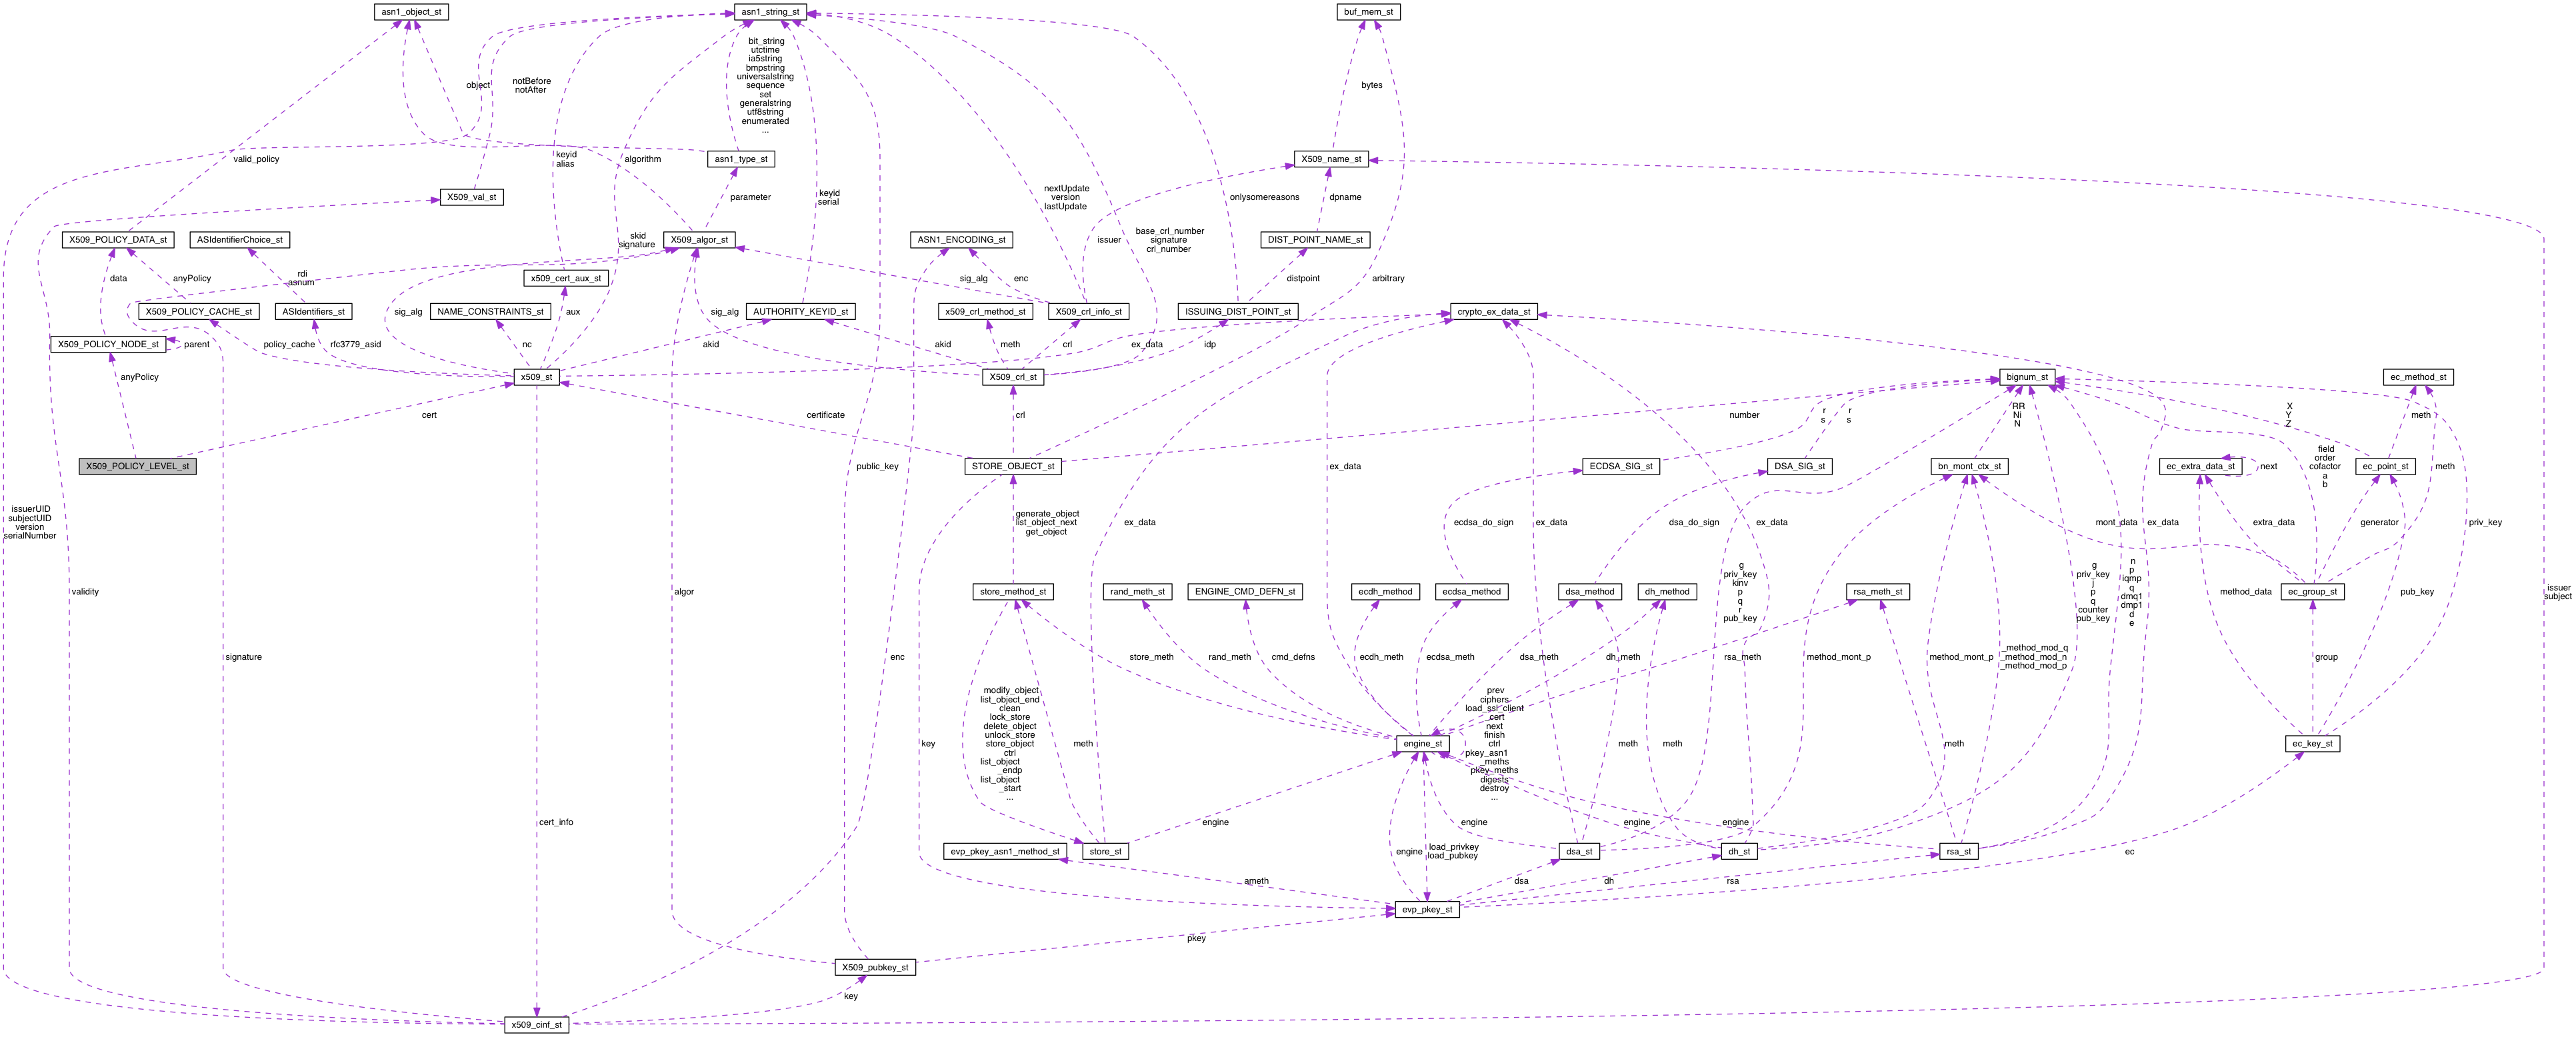 asn1_object_st
asn1_string_st
buf_mem_st
bit_string
utctime
ia5string
bmpstring
universalstring
sequence
set
generalstring
utf8string
enumerated
...
object
notBefore
notAfter
bytes
valid_policy
keyid
alias
algorithm
asn1_type_st
X509_name_st
X509_val_st
parameter
keyid
serial
nextUpdate
version
lastUpdate
onlysomereasons
dpname
X509_POLICY_DATA_st
ASIdentifierChoice_st
skid
signature
X509_algor_st
ASN1_ENCODING_st
issuer
base_crl_number
signature
crl_number
DIST_POINT_NAME_st
data
anyPolicy
rdi
asnum
x509_cert_aux_st
sig_alg
enc
distpoint
arbitrary
X509_POLICY_CACHE_st
ASIdentifiers_st
sig_alg
NAME_CONSTRAINTS_st
aux
sig_alg
AUTHORITY_KEYID_st
x509_crl_method_st
X509_crl_info_st
ISSUING_DIST_POINT_st
crypto_ex_data_st
X509_POLICY_NODE_st
parent
policy_cache
rfc3779_asid
nc
akid
akid
meth
crl
ex_data
idp
anyPolicy
x509_st
X509_crl_st
bignum_st
ec_method_st
cert
certificate
crl
number
r
s
r
s
RR
Ni
N
X
Y
Z
meth
X509_POLICY_LEVEL_st
public_key
STORE_OBJECT_st
ex_data
ECDSA_SIG_st
DSA_SIG_st
bn_mont_ctx_st
field
order
cofactor
a
b
ec_extra_data_st
next
ec_point_st
meth
issuerUID
subjectUID
version
serialNumber
generate_object
list_object_next
get_object
ex_data
ecdsa_do_sign
ex_data
dsa_do_sign
ex_data
mont_data
ex_data
extra_data
generator
priv_key
validity
algor
store_method_st
rand_meth_st
ENGINE_CMD_DEFN_st
ecdh_method
ecdsa_method
dsa_method
dh_method
g
priv_key
kinv
p
q
r
pub_key
rsa_meth_st
g
priv_key
j
p
q
counter
pub_key
n
p
iqmp
q
dmq1
dmp1
d
e
method_data
ec_group_st
pub_key
issuer
subject
signature
enc
store_meth
rand_meth
cmd_defns
ecdh_meth
ecdsa_meth
dsa_meth
dh_meth
rsa_meth
method_mont_p
method_mont_p
_method_mod_q
_method_mod_n
_method_mod_p
group
modify_object
list_object_end
clean
lock_store
delete_object
unlock_store
store_object
ctrl
list_object
_endp
list_object
_start
...
key
meth
engine_st
prev
ciphers
load_ssl_client
_cert
next
finish
ctrl
pkey_asn1
_meths
pkey_meths
digests
destroy
...
meth
meth
meth
ec_key_st
cert_info
engine
engine
engine
engine
evp_pkey_asn1_method_st
store_st
engine
load_privkey
load_pubkey
dsa_st
dh_st
rsa_st
ec
ameth
dsa
dh
rsa
evp_pkey_st
pkey
X509_pubkey_st
key
x509_cinf_st